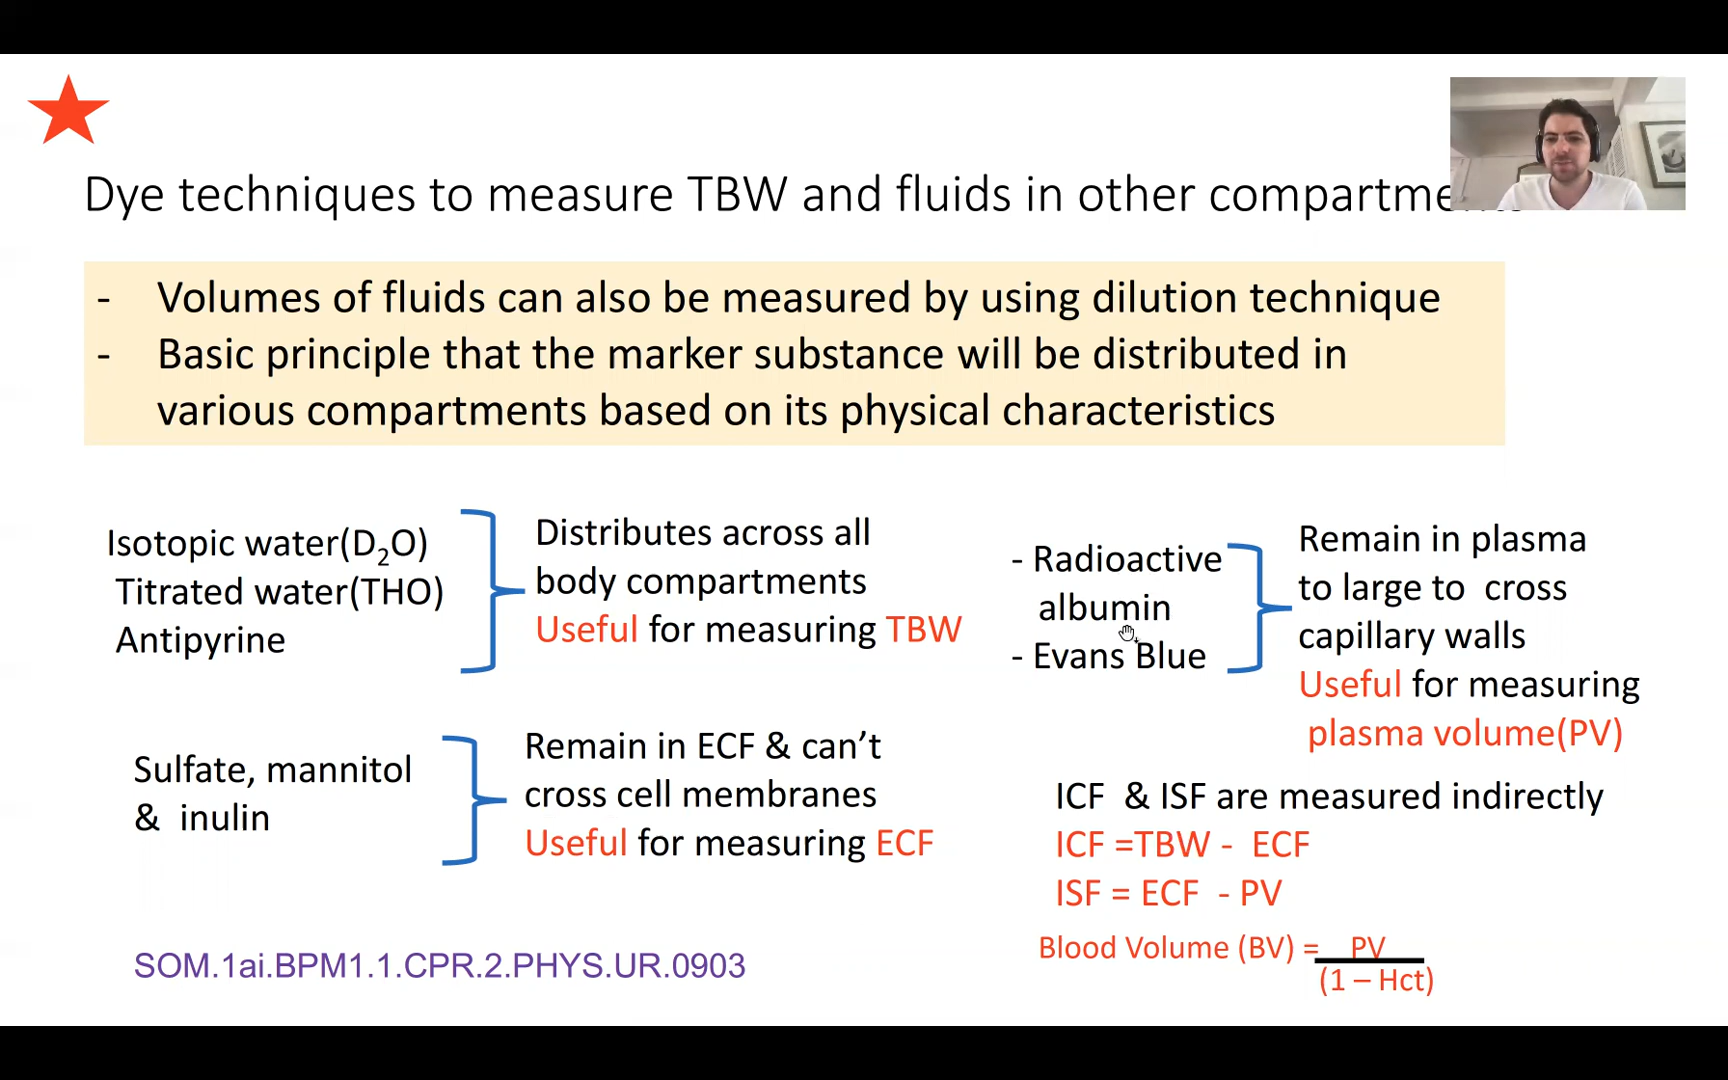 Dye techniques to measure TBW and fluids in other compartme
- Volumes of fluids can also be measured by using dilution technique
- Basic principle that the marker substance will be distributed in
various compartments based on its physical characteristics
Isotopic water(D₂O)
Titrated water(THO)
Antipyrine
Distributes across all
body compartments
Useful for measuring TBW
Sulfate, mannitol
& inulin
Remain in ECF & can't
cross cell membranes
Useful for measuring ECF
- Radioactive
albumin
- Evans Blue
Remain in plasma
to large to cross
capillary walls
Useful for measuring
plasma volume(PV)
ICF & ISF are measured indirectly
ICF =TBW - ECF
ISF = ECF - PV
Blood Volume (BV) = PV
(1 – Hct)
SOM.1ai.BPM1.1.CPR.2.PHYS.UR.0903